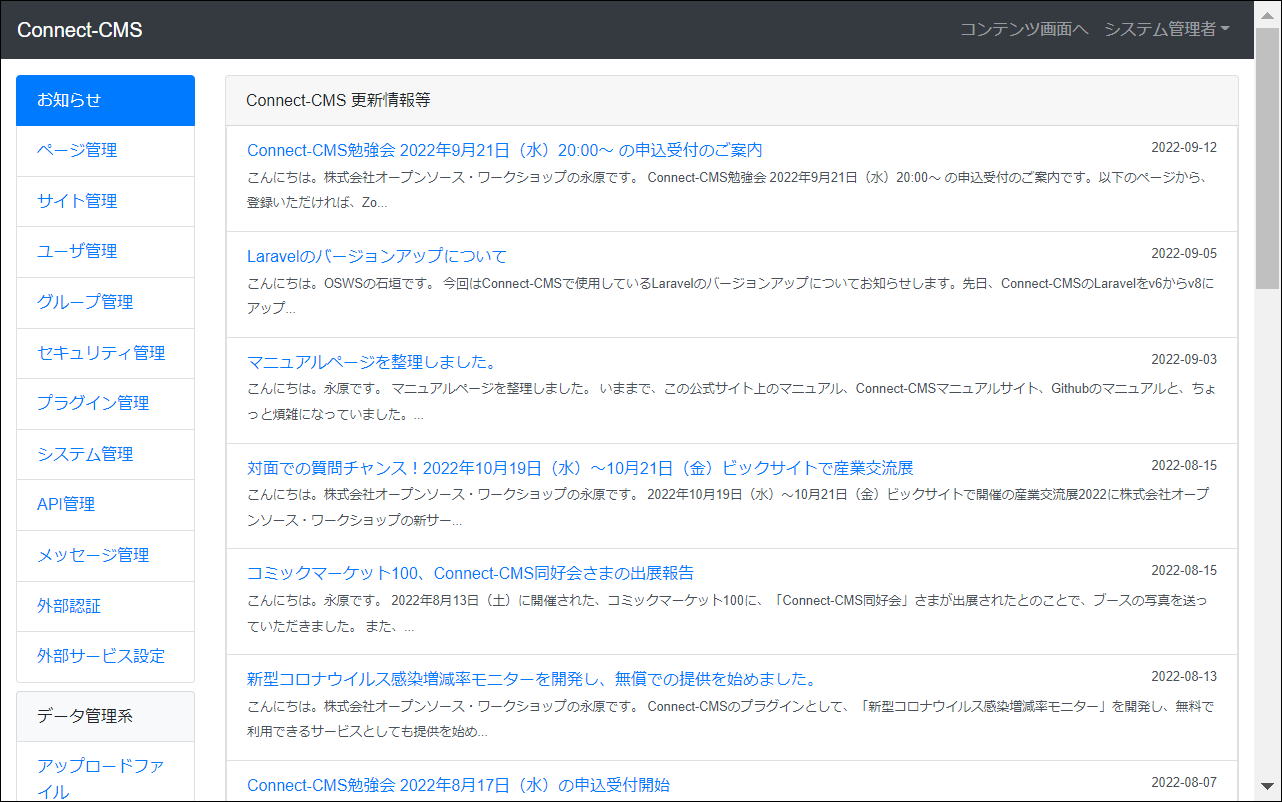 Connect-CMS
コンテンツ画面へ システム管理者
お知らせ
ページ管理
サイト管理
ユーザ管理
グループ管理
セキュリティ管理
プラグイン管理
システム管理
API管理
メッセージ管理
外部認証
外部サービス設定
データ管理系
アップロードファ
イル
Connect-CMS 更新情報等
Connect-CMS勉強会 2022年9月21日（水）20:00～ の申込受付のご案内 2022-09-12
こんにちは。株式会社オープンソース・ワークショップの永原です。 Connect-CMS勉強会 2022年9月21日（水）20:00～ の申込受付のご案内です。以下のページから、
登録いただければ、Zo...
Laravelのバージョンアップについて 2022-09-05
こんにちは。OSWSの石垣です。 今回はConnect-CMSで使用しているLaravelのバージョンアップについてお知らせします。先日、Connect-CMSのLaravelをv6からv8に
アップ...
マニュアルページを整理しました。 2022-09-03
こんにちは。永原です。 マニュアルページを整理しました。 いままで、この公式サイト上のマニュアル、Connect-CMSマニュアルサイト、Githubのマニュアルと、ちょ
っと煩雑になっていました。...
対面での質問チャンス！2022年10月19日（水）～10月21日（金）ビックサイトで産業交流展 2022-08-15
こんにちは。株式会社オープンソース・ワークショップの永原です。 2022年10月19日（水）～10月21日（金）ビックサイトで開催の産業交流展2022に株式会社オープ
ンソース・ワークショップの新サー...
コミックマーケット100、Connect-CMS同好会さまの出展報告 2022-08-15
こんにちは。永原です。 2022年8月13日（土）に開催された、コミックマーケット100に、「Connect-CMS同好会」さまが出展されたとのことで、ブースの写真を送っ
ていただきました。 また、...
新型コロナウイルス感染増減率モニターを開発し、無償での提供を始めました。 2022-08-13
こんにちは。株式会社オープンソース・ワークショップの永原です。 Connect-CMSのプラグインとして、「新型コロナウイルス感染増減率モニター」を開発し、無料で
利用できるサービスとしても提供を始め...
Connect-CMS勉強会 2022年8月17日（水）の申込受付開始 2022-08-07